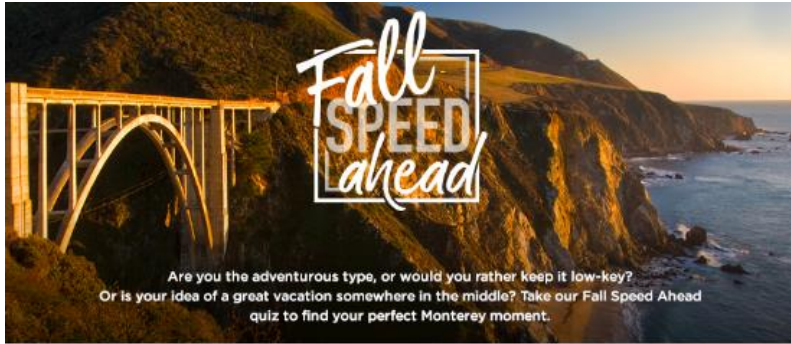 Fall
SPEED
ahead
Are you the adventurous type, or would you rather keep it low-key?
Or is your idea of a great vacation somewhere in the middle? Take our Fall Speed Ahead
quiz to find your perfect Monterey moment.